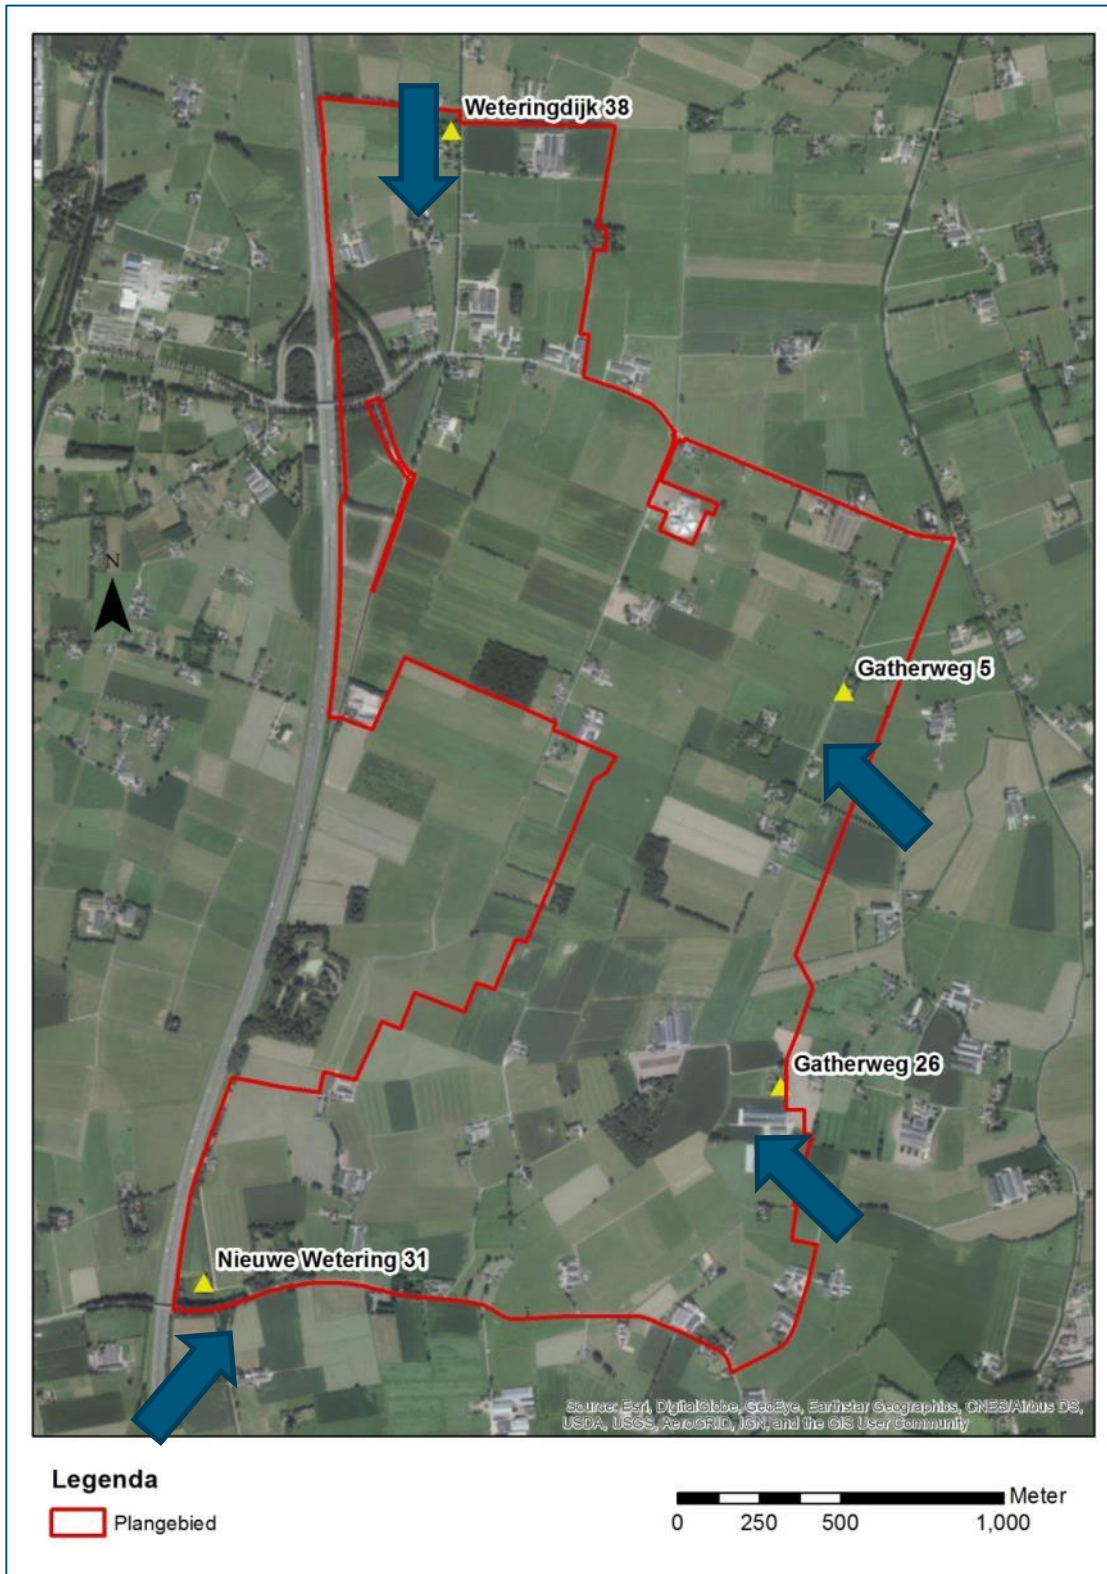 Weteringdijk 38
N
Gatherweg 5
Gatherweg 26
Nieuwe Wetering 31
Source: Esri, DigitalGlobe, GeoEye, Earthstar Geographics, CNES/Airbus DS,
USDA, USGS, AeroGRID, IGN, and the GIS User Community
Legenda
Plangebied
Meter
0 250 500 1,000